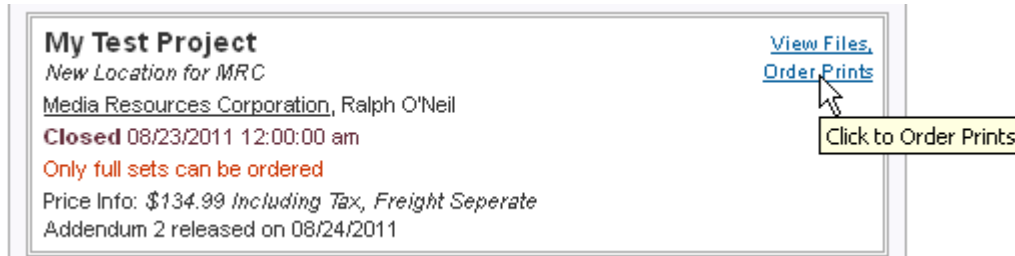 My Test Project
View Files,
New Location for MRC
Order Prints
Media Resources Corporation, Ralph O'Neil
Closed 08/23/2011 12:00:00 am
Click to Order Prints
Only full sets can be ordered
Price Info: $134.99 Including Tax, Freight Seperate
Addendum 2 released on 08/24/2011